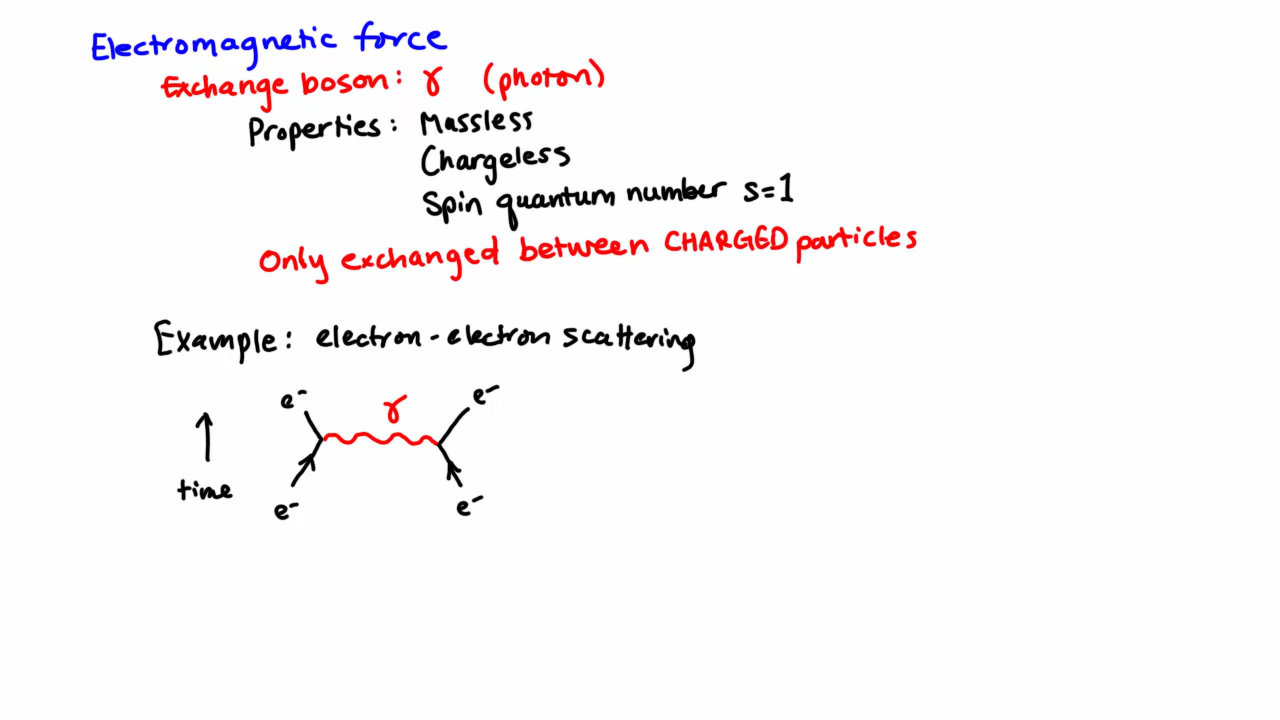 Electromagnetic force
Exchange boson: γ (photon)
Properties: Massless
Chargeless
Spin quantum number s=1
Only exchanged between CHARGED particles
Example: electron-electron scattering
e⁻ γ e⁻
time
e⁻ e⁻